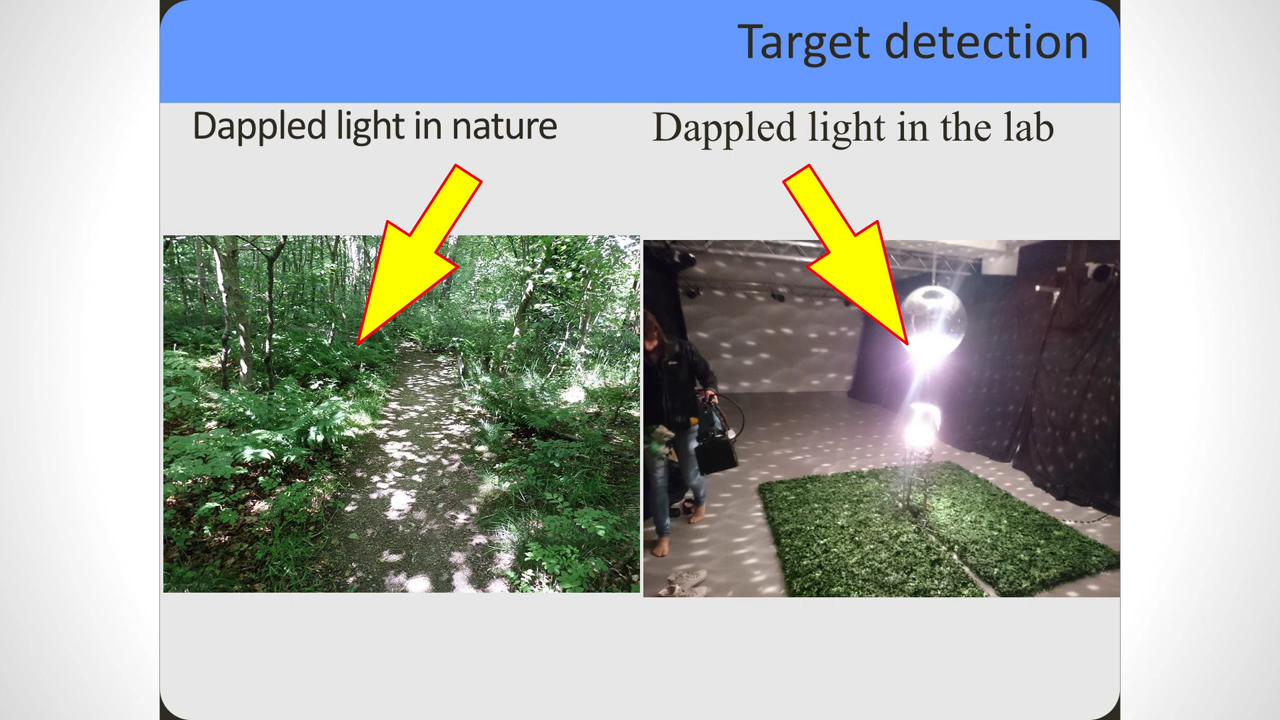 Target detection
Dappled light in nature
Dappled light in the lab